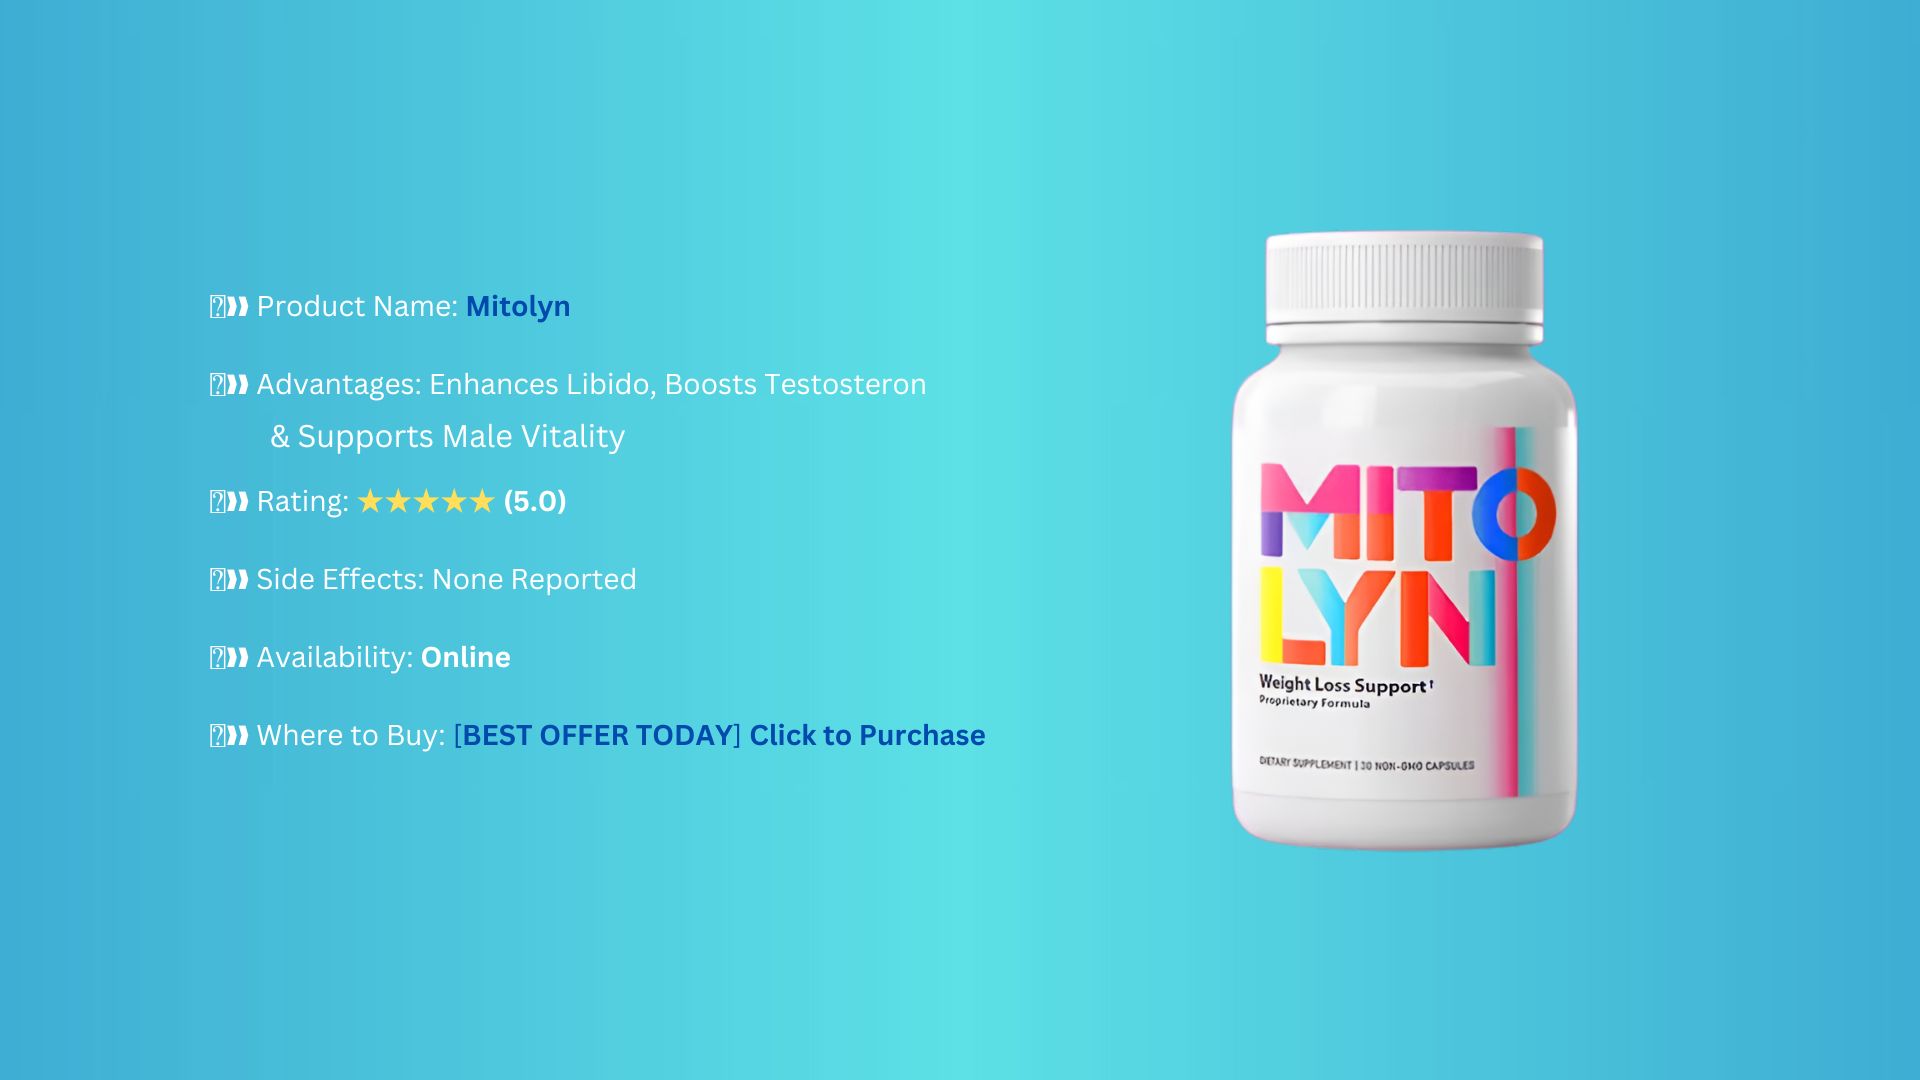 Product Name: Mitolyn
Advantages: Enhances Libido, Boosts Testosteron
& Supports Male Vitality
Rating: ★★★★★ (5.0)
Side Effects: None Reported
Availability: Online
Where to Buy: [BEST OFFER TODAY] Click to Purchase
MITO
LYN
Weight Loss Support†
Proprietary Formula
DIETARY SUPPLEMENT | 30 NON-GMO CAPSULES